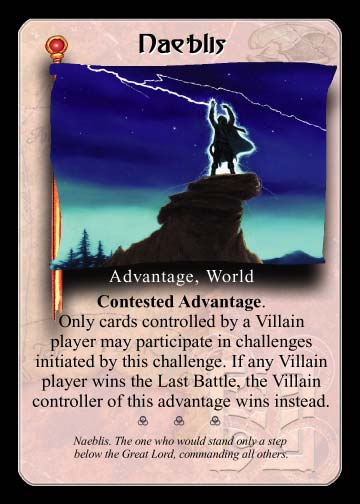 Naeblis
Advantage, World
Contested Advantage.
Only cards controlled by a Villain
player may participate in challenges
initiated by this challenge. If any Villain
player wins the Last Battle, the Villain
controller of this advantage wins instead.
Naeblis. The one who would stand only a step
below the Great Lord, commanding all others.